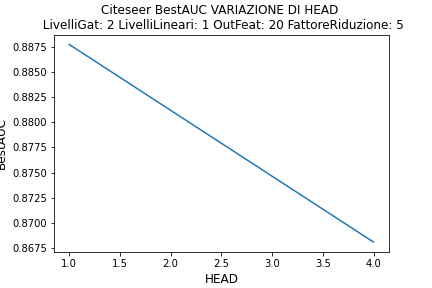 Citeseer BestAUC VARIAZIONE DI HEAD
LivelliGat: 2 LivelliLineari: 1 OutFeat: 20 FattoreRiduzione: 5
BestAUC
0.8875
0.8850
0.8825
0.8800
0.8775
0.8750
0.8725
0.8700
0.8675
1.0 1.5 2.0 2.5 3.0 3.5 4.0
HEAD